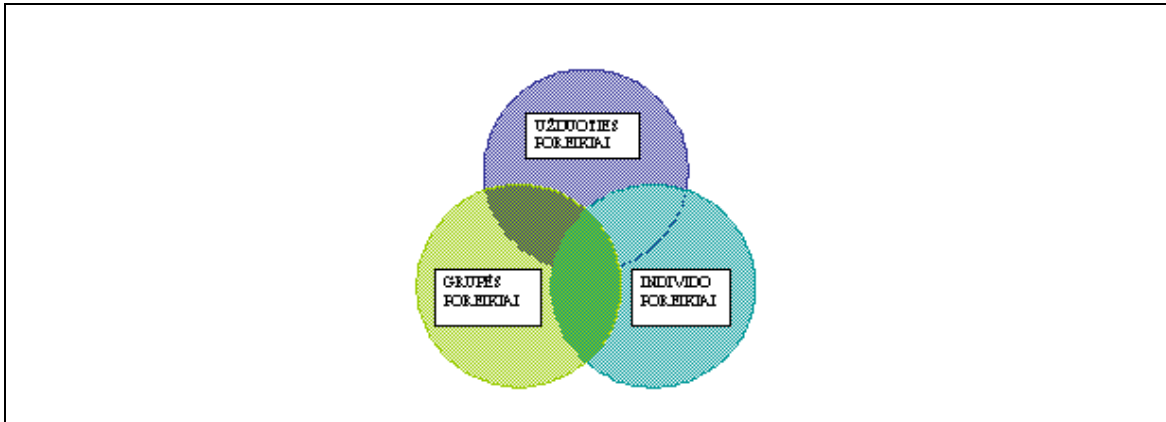 UŽDUOTIES
POREIKIAI
GRUPĖS
POREIKIAI
INDIVIDO
POREIKIAI